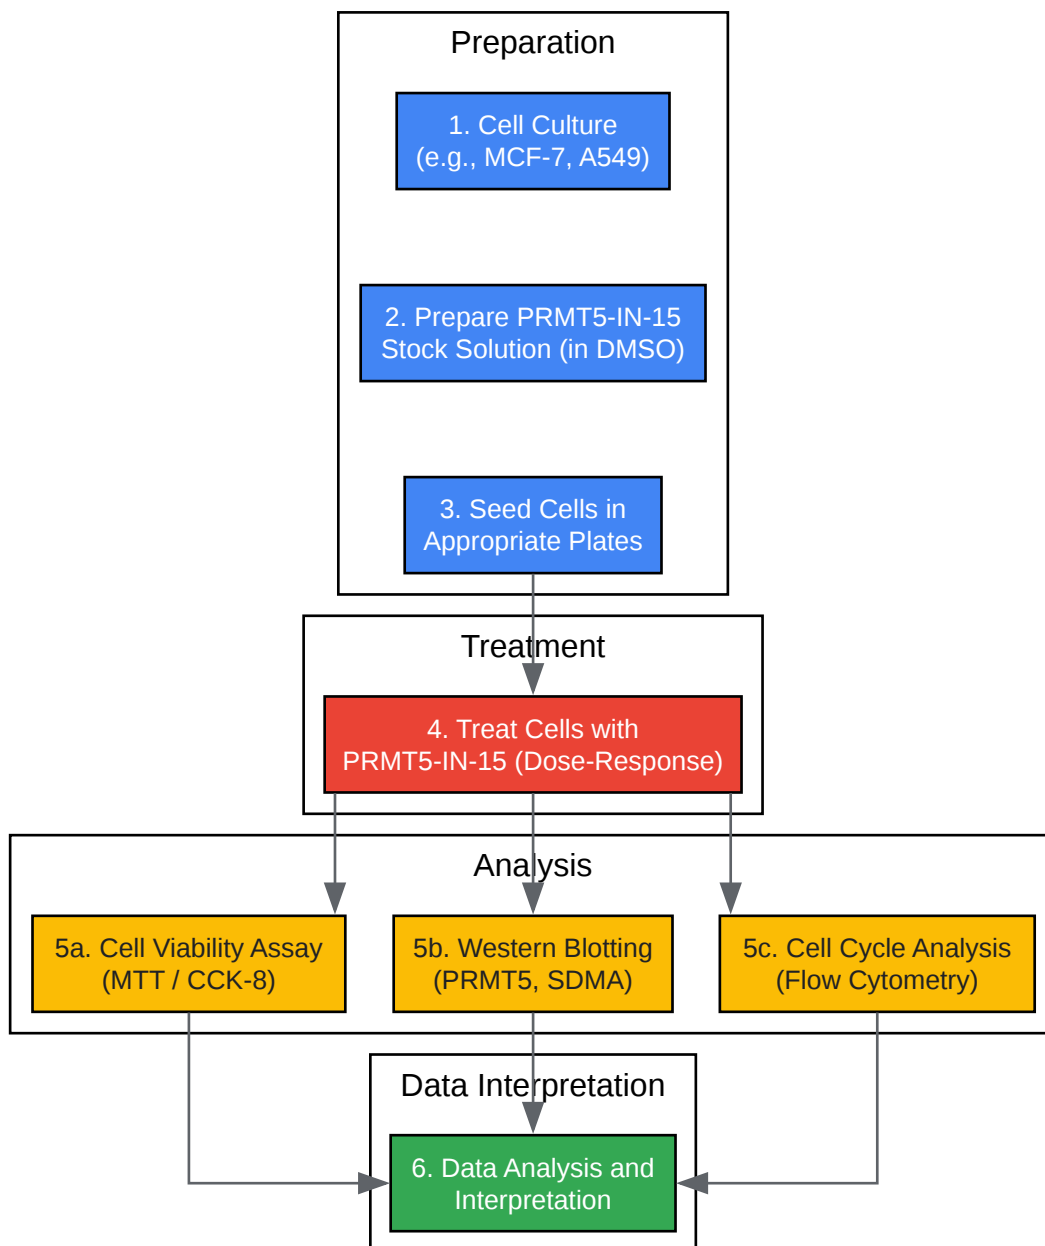 Preparation
1. Cell Culture
(e.g., MCF-7, A549)
2. Prepare PRMT5-IN-15
Stock Solution (in DMSO)
3. Seed Cells in
Appropriate Plates
Treatment
4. Treat Cells with
PRMT5-IN-15 (Dose-Response)
Analysis
5a. Cell Viability Assay
(MTT / CCK-8)
5b. Western Blotting
(PRMT5, SDMA)
5c. Cell Cycle Analysis
(Flow Cytometry)
Data Interpretation
6. Data Analysis and
Interpretation